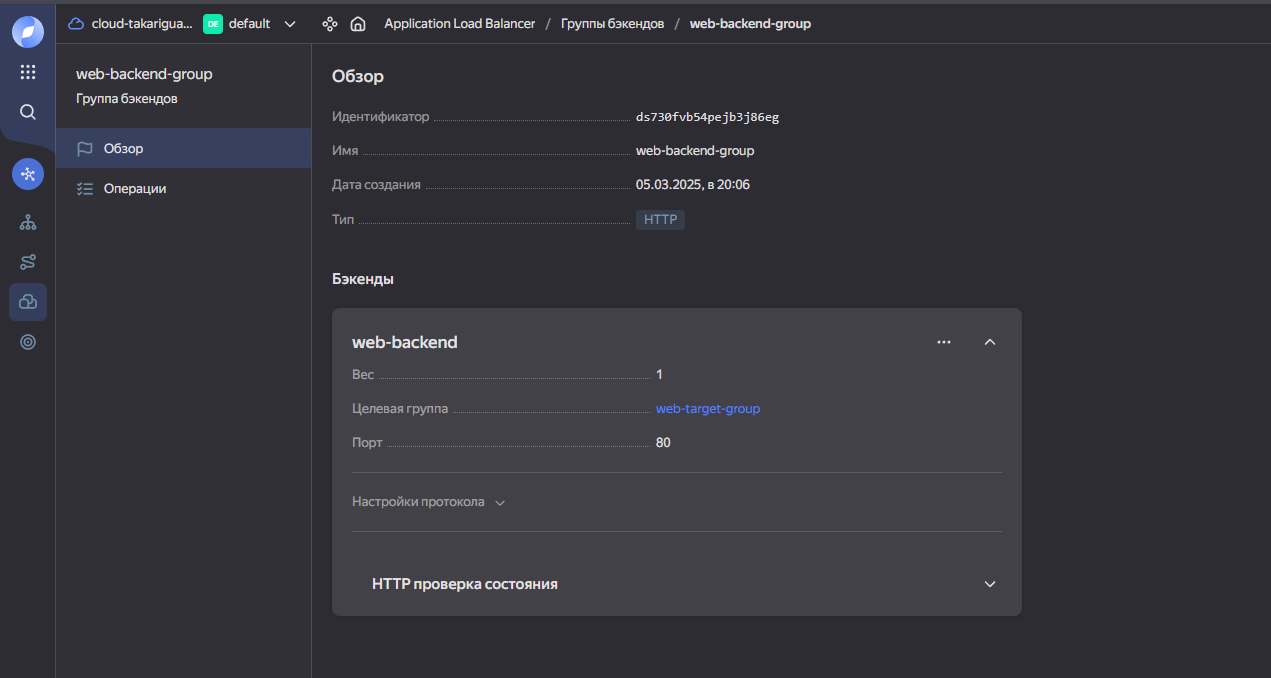 cloud-takarigua... DE default Application Load Balancer / Группы бэкендов / web-backend-group
web-backend-group
Группа бэкендов
Обзор
Операции
Обзор
Идентификатор ds730fvb54pejb3j86eg
Имя web-backend-group
Дата создания 05.03.2025, в 20:06
Тип HTTP
Бэкенды
web-backend
Вес 1
Целевая группа web-target-group
Порт 80
Настройки протокола
HTTP проверка состояния